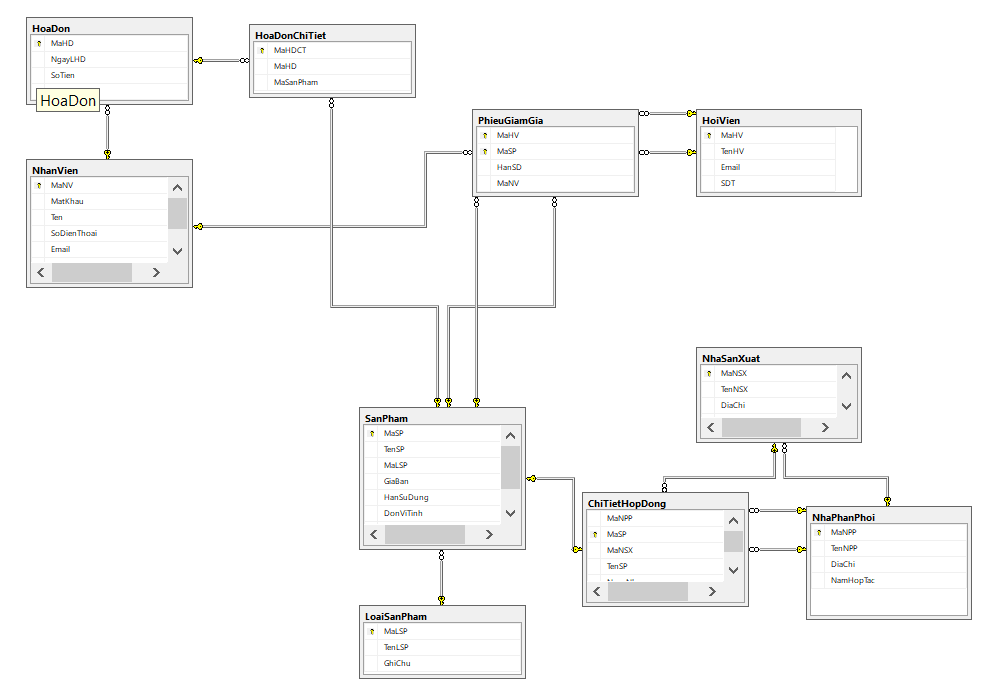 HoaDon
MaHD
NgayLHD
SoTien
HoaDon
HoaDonChiTiet
MaHDCT
MaHD
MaSanPham
PhieuGiamGia
MaHV
MaSP
HanSD
MaNV
HoiVien
MaHV
TenHV
Email
SDT
NhanVien
MaNV
MatKhau
Ten
SoDienThoai
Email
NhaSanXuat
MaNSX
TenNSX
DiaChi
SanPham
MaSP
TenSP
MaLSP
GiaBan
HanSuDung
DonViTinh
ChiTietHopDong
MaNPP
MaSP
MaNSX
TenSP
NhaPhanPhoi
MaNPP
TenNPP
DiaChi
NamHopTac
LoaiSanPham
MaLSP
TenLSP
GhiChu